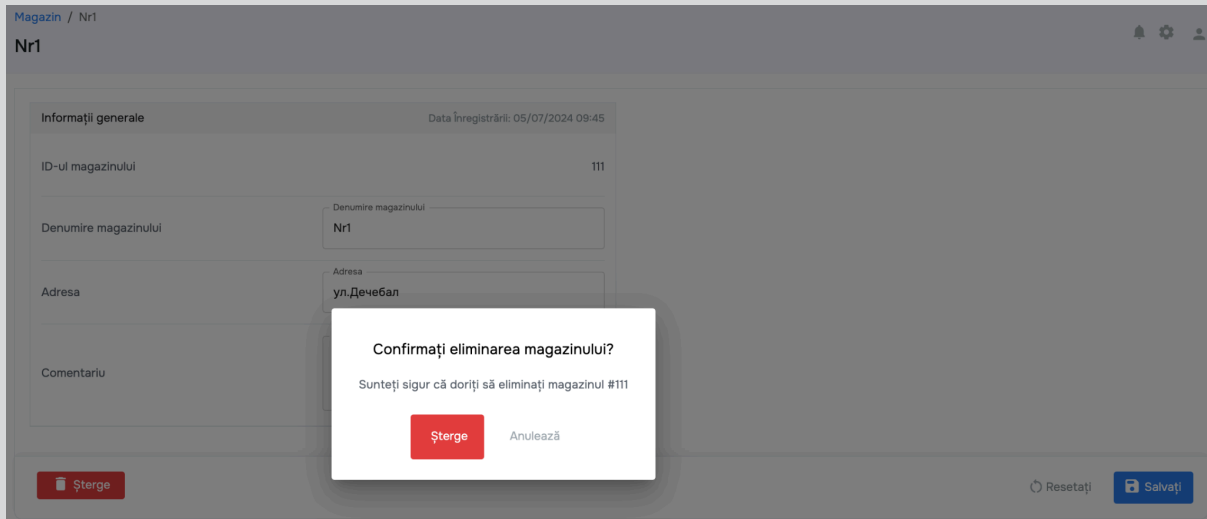 Magazin / Nr1
Nr1
Informații generale Data Înregistrării: 05/07/2024 09:45
ID-ul magazinului 111
Denumire magazinului
Denumire magazinului Nr1
Adresa
Adresa ул.Дечебал
Comentariu
Confirmați eliminarea magazinului?
Sunteți sigur că doriți să eliminați magazinul #111
Șterge Anulează
Șterge Resetați Salvați